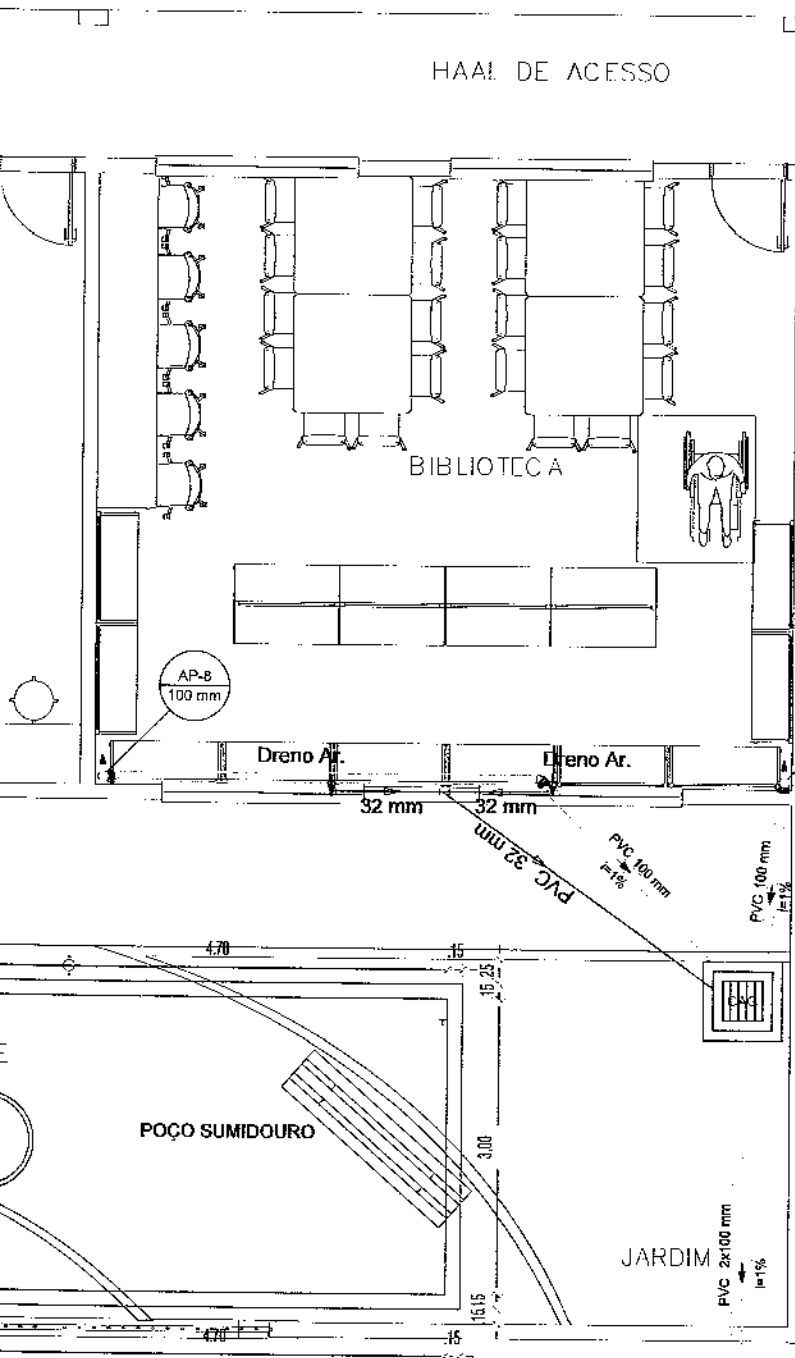 HAAL DE ACESSO
BIBLIOTECA
AP-8
100 mm
Dreno Ar.
Dreno Ar.
32 mm
32 mm
PVC 32 mm
PVC 100 mm
i=1%
PVC 100 mm
i=1%
4.70
.15
.25
.15
CAG
POÇO SUMIDOURO
3.00
JARDIM
PVC 2x100 mm
i=1%
.15
.15
4.70
.15